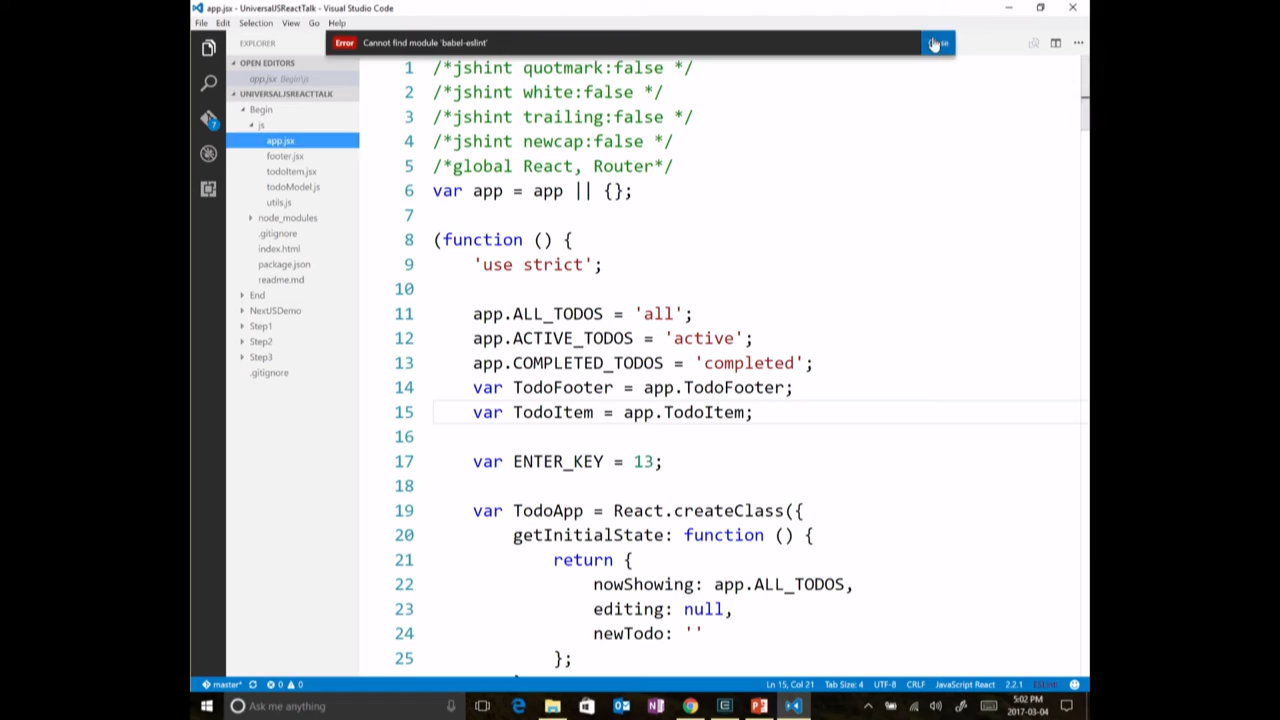 app.jsx - UniversalJSReactTalk - Visual Studio Code
File Edit Selection View Go Help
EXPLORER
Error Cannot find module 'babel-eslint'
OPEN EDITORS
app.jsx Begin\js
UNIVERSALJSREACTTALK
Begin
js
app.jsx
footer.jsx
todoItem.jsx
todoModel.js
utils.js
node_modules
.gitignore
index.html
package.json
readme.md
End
NextJSDemo
Step1
Step2
Step3
.gitignore
1 /*jshint quotmark:false */
2 /*jshint white:false */
3 /*jshint trailing:false */
4 /*jshint newcap:false */
5 /*global React, Router*/
6 var app = app || {};
7
8 (function () {
9 'use strict';
10
11 app.ALL_TODOS = 'all';
12 app.ACTIVE_TODOS = 'active';
13 app.COMPLETED_TODOS = 'completed';
14 var TodoFooter = app.TodoFooter;
15 var TodoItem = app.TodoItem;
16
17 var ENTER_KEY = 13;
18
19 var TodoApp = React.createClass({
20 getInitialState: function () {
21 return {
22 nowShowing: app.ALL_TODOS,
23 editing: null,
24 newTodo: ''
25 };
master* 0 0 Ln 15, Col 21 Tab Size: 4 UTF-8 CRLF JavaScript React 2.2.1 ESLint
Ask me anything
5:02 PM
2017-03-04